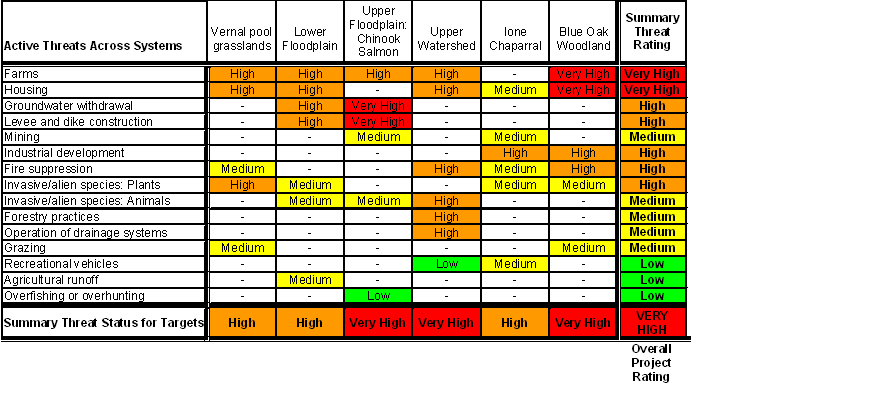 Active Threats Across Systems Vernal pool grasslands Lower Floodplain Upper Floodplain: Chinook Salmon Upper Watershed Ione Chaparral Blue Oak Woodland Summary Threat Rating
Farms High High High High - Very High Very High
Housing High High - High Medium Very High Very High
Groundwater withdrawal - High Very High - - - High
Levee and dike construction - High Very High - - - High
Mining - - Medium - Medium - Medium
Industrial development - - - - High High High
Fire suppression Medium - - High Medium High High
Invasive/alien species: Plants High Medium - - Medium Medium High
Invasive/alien species: Animals - Medium Medium High - - Medium
Forestry practices - - - High - - Medium
Operation of drainage systems - - - High - - Medium
Grazing Medium - - - - Medium Medium
Recreational vehicles - - - Low Medium - Low
Agricultural runoff - Medium - - - - Low
Overfishing or overhunting - - Low - - - Low
Summary Threat Status for Targets High High Very High Very High High Very High VERY HIGH
Overall
Project
Rating